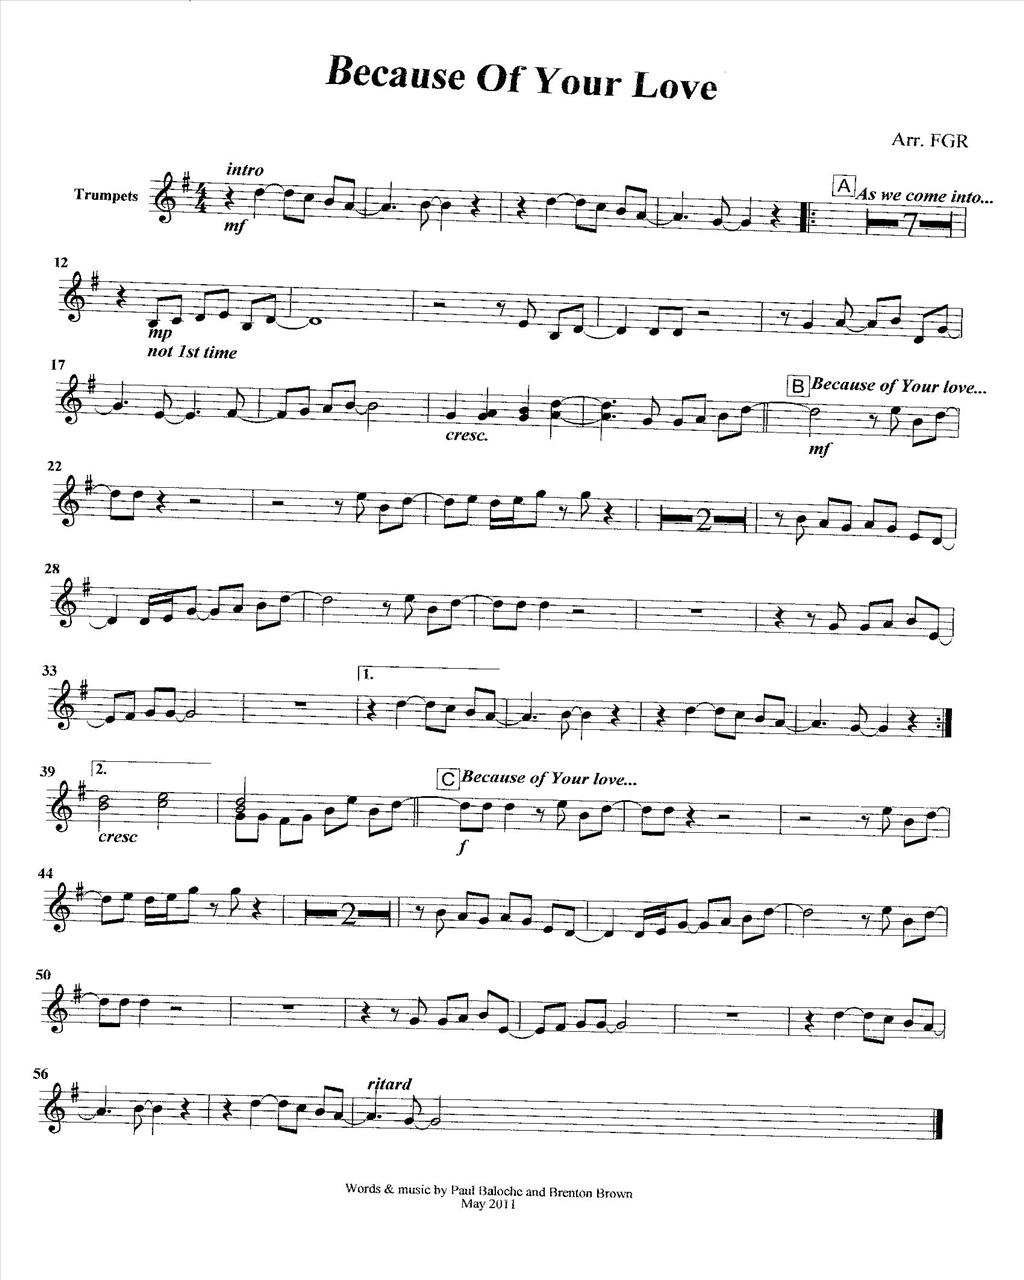 Because Of Your Love
Arr. FGR
intro
Trumpets
A As we come into...
4
4
mf
7
12
mp
not 1st time
17
B Because of Your love...
cresc.
mf
22
2
28
33
1.
39
2.
C Because of Your love...
cresc
f
44
2
50
56
ritard
Words & music by Paul Baloche and Brenton Brown
May 2011